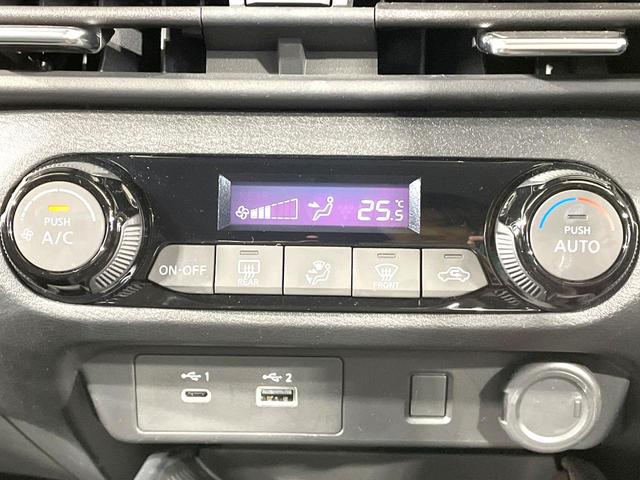 PUSH
A/C
25.5 °C
PUSH
AUTO
ON·OFF
REAR
FRONT
1
2